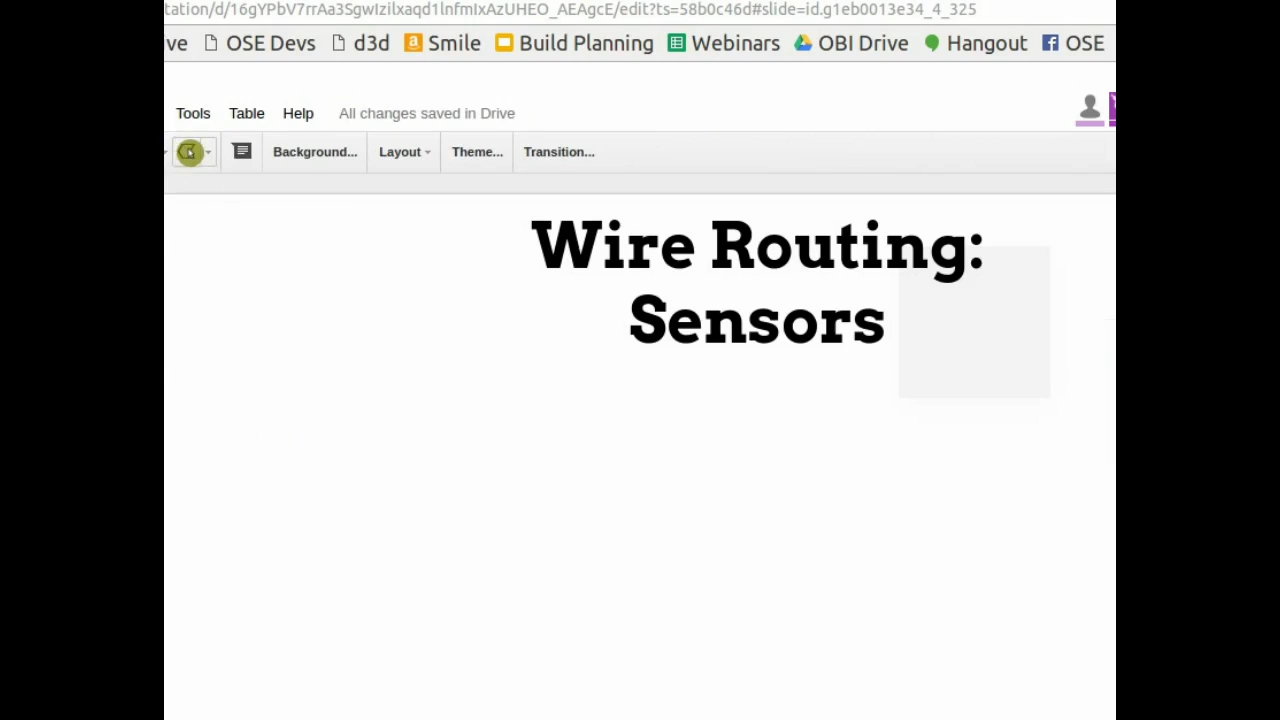 tation/d/16gYPbV7rrAa3SgwIzilxaqd1lnfmIxAzUHEO_AEAgcE/edit?ts=58b0c46d#slide=id.g1eb0013e34_4_325
ve OSE Devs d3d Smile Build Planning Webinars OBI Drive Hangout OSE
Tools Table Help All changes saved in Drive
Background... Layout Theme... Transition...
Wire Routing:
Sensors